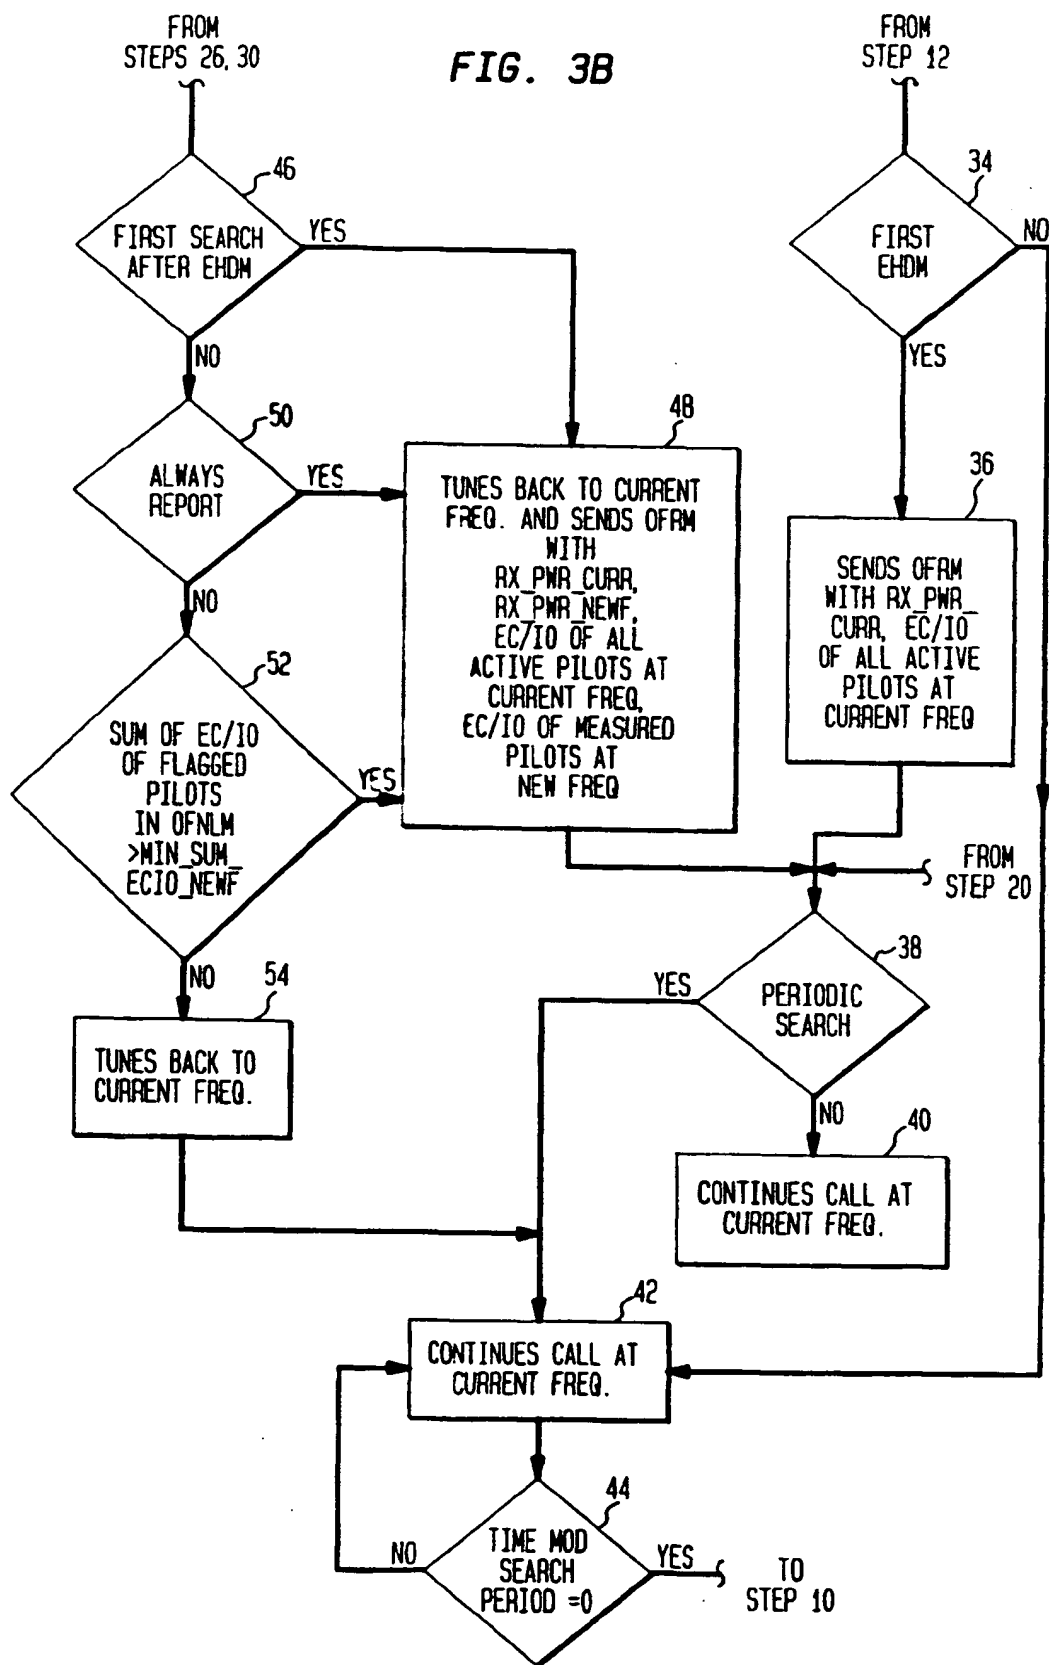 FROM
STEPS 26, 30
FIG. 3B
FROM
STEP 12
46
FIRST SEARCH
AFTER EHDM
YES
NO
34
FIRST
EHDM
NO
YES
50
ALWAYS
REPORT
YES
NO
48
TUNES BACK TO CURRENT
FREQ. AND SENDS OFRM
WITH
RX_PWR_CURR,
RX_PWR_NEWF,
EC/IO OF ALL
ACTIVE PILOTS AT
CURRENT FREQ,
EC/IO OF MEASURED
PILOTS AT
NEW FREQ
36
SENDS OFRM
WITH RX_PWR_
CURR, EC/IO
OF ALL ACTIVE
PILOTS AT
CURRENT FREQ
52
SUM OF EC/IO
OF FLAGGED
PILOTS
IN OFNLM
>MIN_SUM_
ECIO_NEWF
YES
NO
FROM
STEP 20
38
PERIODIC
SEARCH
YES
NO
54
TUNES BACK TO
CURRENT FREQ.
40
CONTINUES CALL AT
CURRENT FREQ.
42
CONTINUES CALL AT
CURRENT FREQ.
44
TIME MOD
SEARCH
PERIOD =0
NO
YES
TO
STEP 10